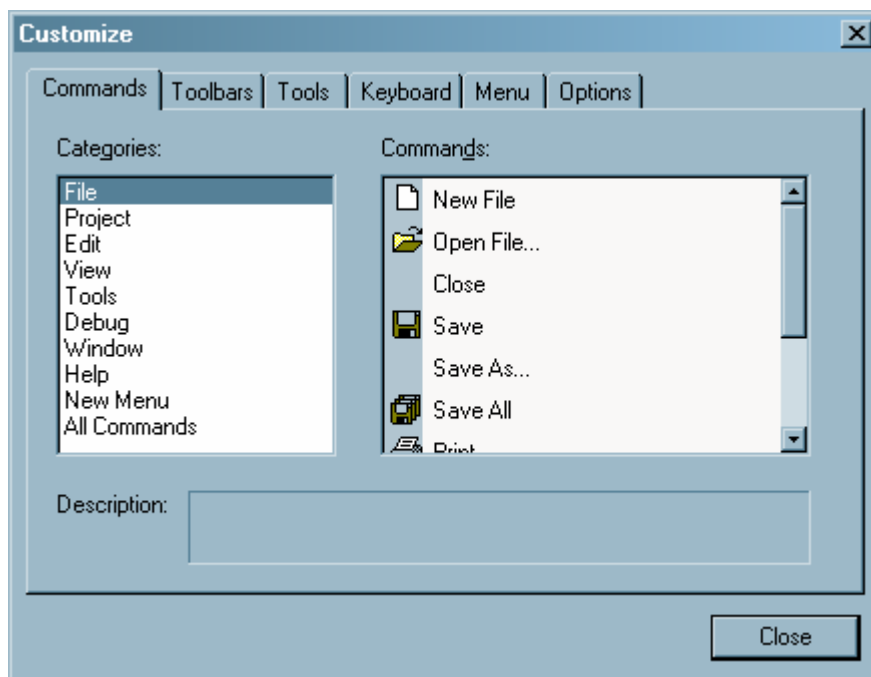 Customize
Commands Toolbars Tools Keyboard Menu Options
Categories:
File
Project
Edit
View
Tools
Debug
Window
Help
New Menu
All Commands
Commands:
New File
Open File...
Close
Save
Save As...
Save All
Print
Description:
Close